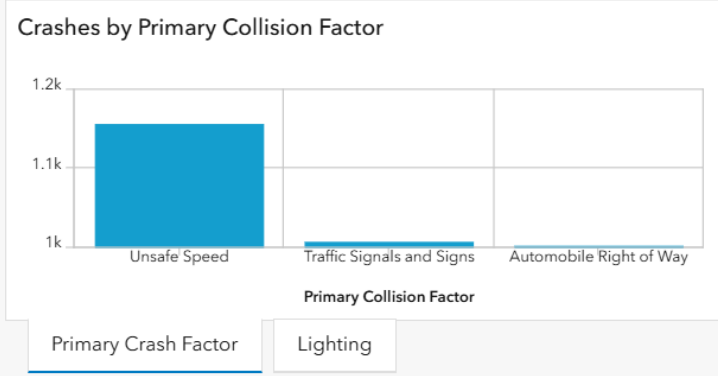 Crashes by Primary Collision Factor
1.2k
1.1k
1k
Unsafe Speed Traffic Signals and Signs Automobile Right of Way
Primary Collision Factor
Primary Crash Factor Lighting